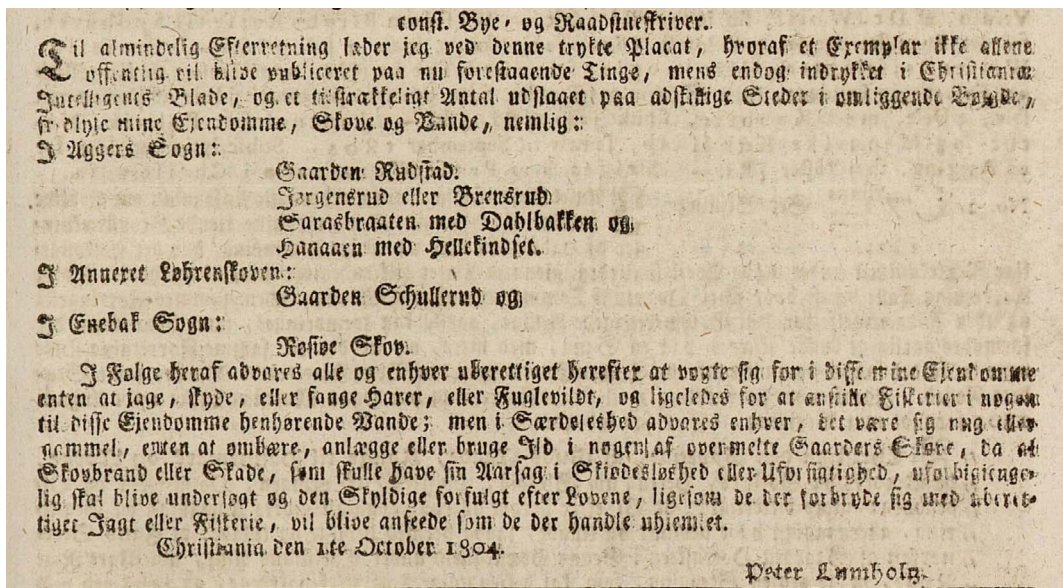 const. Bye- og Raadstueskriver.
Til almindelig Efterretning lader jeg ved denne trykte Placat, hvoraf et Exemplar ikke allene
offentlig vil blive publiceret paa nu forestaaende Tinge, mens endog indrykket i Christianiæ
Intelligents Blade, og et tilstrækkeligt Antal udslaaet paa adskillige Steder i omliggende Bøigde,
fredlyse mine Ejendomme, Skove og Vande, nemlig:
I Aggers Sogn:
Gaarden Rudstad.
Jørgensrud eller Brensrud.
Sarasbraaten med Dahlbakken og
Hanaaen med Hellekindset.
I Annexet Løhrenskoven:
Gaarden Schullerud og
I Enebak Sogn:
Rosive Skov.
I Følge heraf advares alle og enhver uberettiget herefter at vogte sig for i disse mine Ejendomme
enten at jage, skyde, eller fange Harer, eller Fuglevildt, og ligeledes for at anstille Fiskerier i nogen
til disse Ejendomme henhørende Vande; men i Særdeleshed advares enhver, det være sig nug eller
gammel, enten at ombære, anlægge eller bruge Ild i nogen af overmelte Gaarders Skove, da al
Skovbrand eller Skade, som skulle have sin Aarsag i Skiødesløshed eller Uforsigtighed, uforbigienge-
lig skal blive undersøgt og den Skyldige forfulgt efter Lovene, ligesom de der forbryde sig med uberet-
tiget Jagt eller Fiskerie, vil blive anseede som de der handle uhiemlet.
Christiania den 1te October 1804.
Peter Lumholtz.